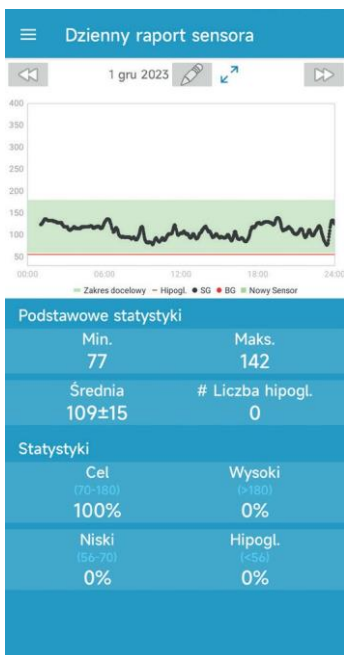 Dzienny raport sensora
1 gru 2023
400
350
300
250
200
150
100
50
00:00 06:00 12:00 18:00 24:00
Zakres docelowy Hipogl. SG BG Nowy Sensor
Podstawowe statystyki
Min. Maks.
77 142
Średnia # Liczba hipogl.
109±15 0
Statystyki
Cel Wysoki
(70-180) (>180)
100% 0%
Niski Hipogl.
(56-70) (<56)
0% 0%